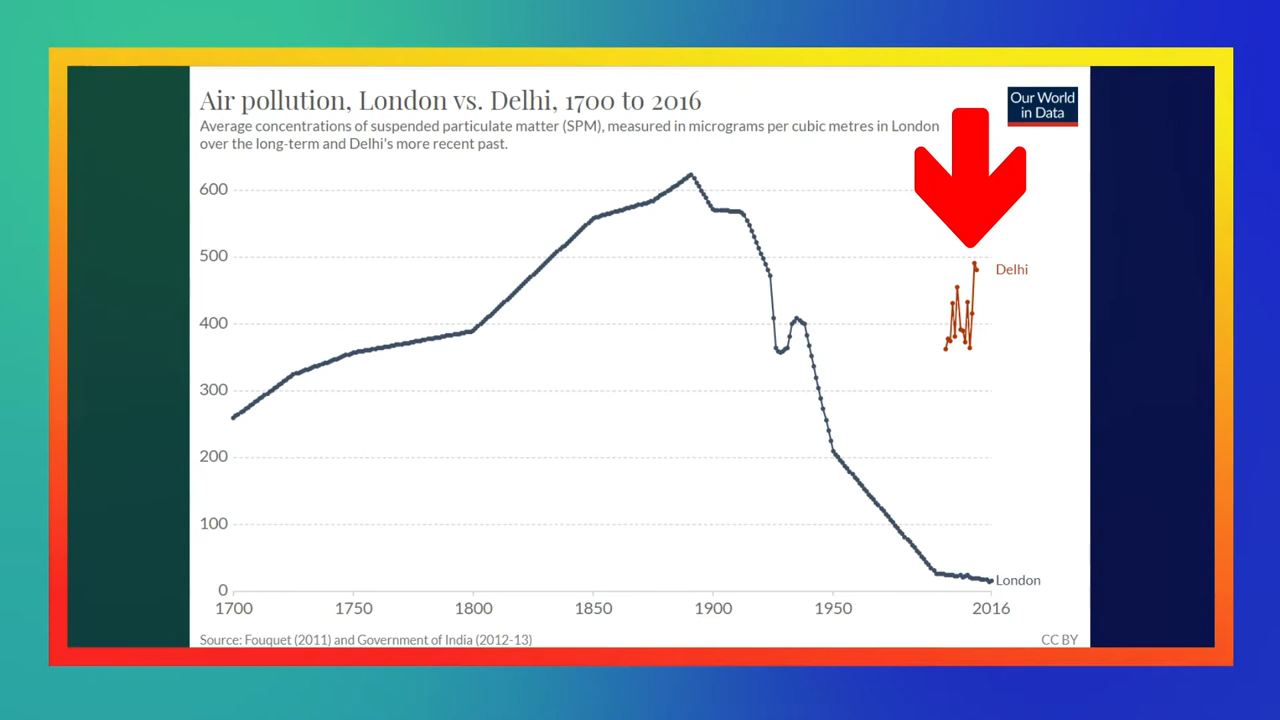 Air pollution, London vs. Delhi, 1700 to 2016
Our World
in Data
Average concentrations of suspended particulate matter (SPM), measured in micrograms per cubic metres in London
over the long-term and Delhi's more recent past.
600
500
Delhi
400
300
200
100
0
London
1700 1750 1800 1850 1900 1950 2016
Source: Fouquet (2011) and Government of India (2012-13)
CC BY